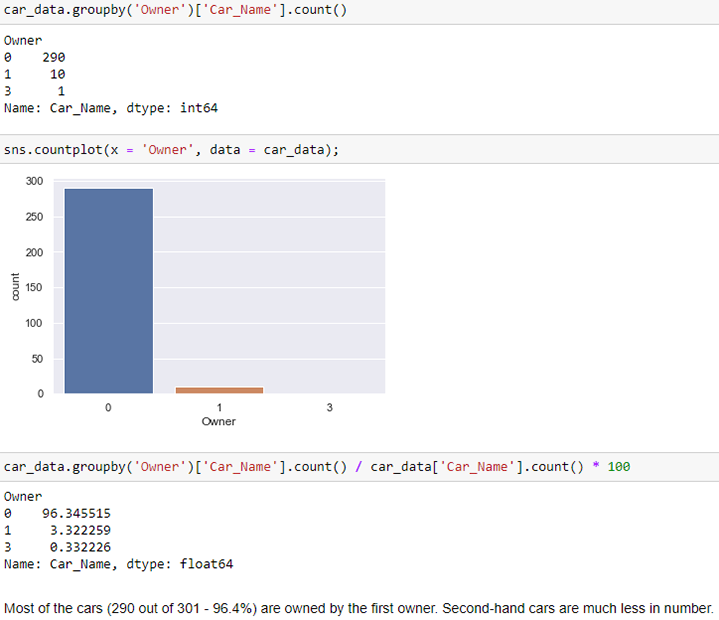 car_data.groupby('Owner')['Car_Name'].count()
Owner
0 290
1 10
3 1
Name: Car_Name, dtype: int64
sns.countplot(x = 'Owner', data = car_data);
300
250
200
150
100
50
0
count
0 1 3
Owner
car_data.groupby('Owner')['Car_Name'].count() / car_data['Car_Name'].count() * 100
Owner
0 96.345515
1 3.322259
3 0.332226
Name: Car_Name, dtype: float64
Most of the cars (290 out of 301 - 96.4%) are owned by the first owner. Second-hand cars are much less in number.